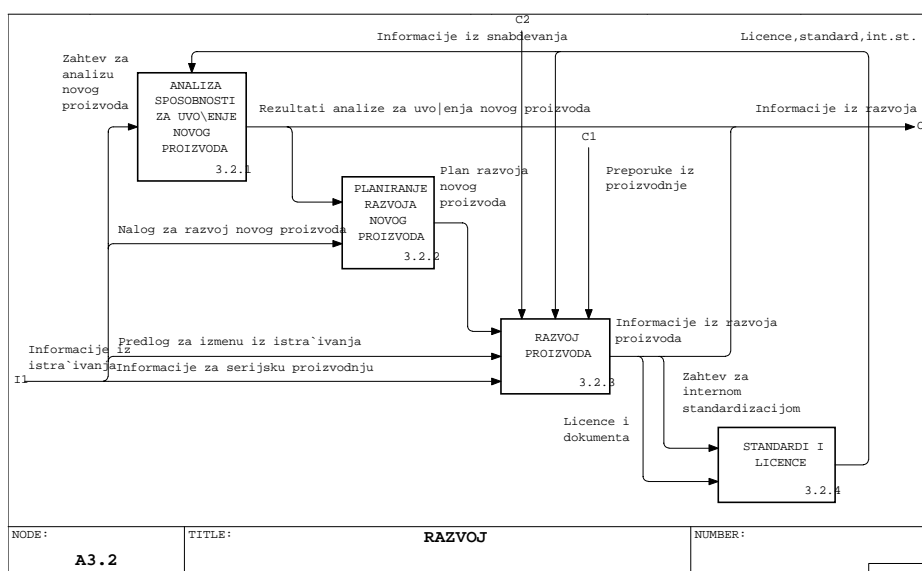 C2
Informacije iz snabdevanja
Licence,standard,int.st.
Zahtev za
analizu
novog
proizvoda
ANALIZA
SPOSOBNOSTI
ZA UVO\ENJE
NOVOG
PROIZVODA
3.2.1
Rezultati analize za uvo|enja novog proizvoda
Informacije iz razvoja
C1
Plan razvoja
novog
proizvoda
Preporuke iz
proizvodnje
PLANIRANJE
RAZVOJA
NOVOG
PROIZVODA
3.2.2
Nalog za razvoj novog proizvoda
Informacije iz
istra`ivanja
I1
Predlog za izmenu iz istra`ivanja
Informacije za serijsku proizvodnju
RAZVOJ
PROIZVODA
3.2.3
Informacije iz razvoja
proizvoda
Zahtev za
internom
standardizacijom
Licence i
dokumenta
STANDARDI I
LICENCE
3.2.4
NODE:
A3.2
TITLE:
RAZVOJ
NUMBER: